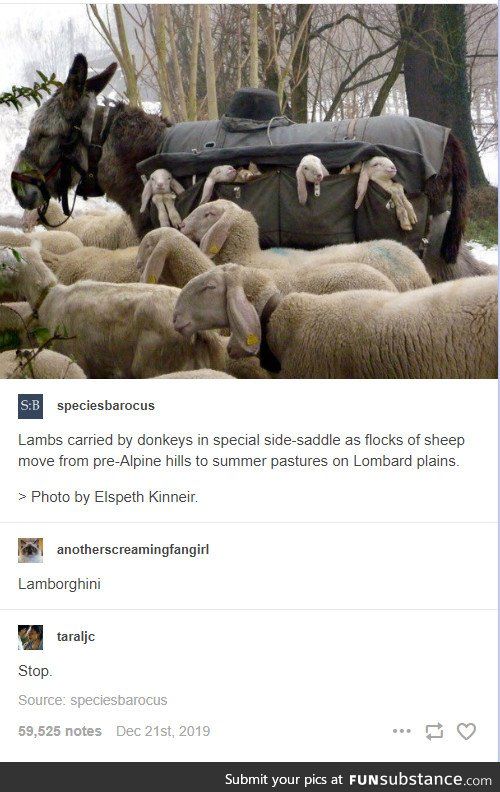 S:B speciesbarocus
Lambs carried by donkeys in special side-saddle as flocks of sheep
move from pre-Alpine hills to summer pastures on Lombard plains.
> Photo by Elspeth Kinneir.
anotherscreamingfangirl
Lamborghini
taraljc
Stop.
Source: speciesbarocus
59,525 notes Dec 21st, 2019
Submit your pics at FUNsubstance.com